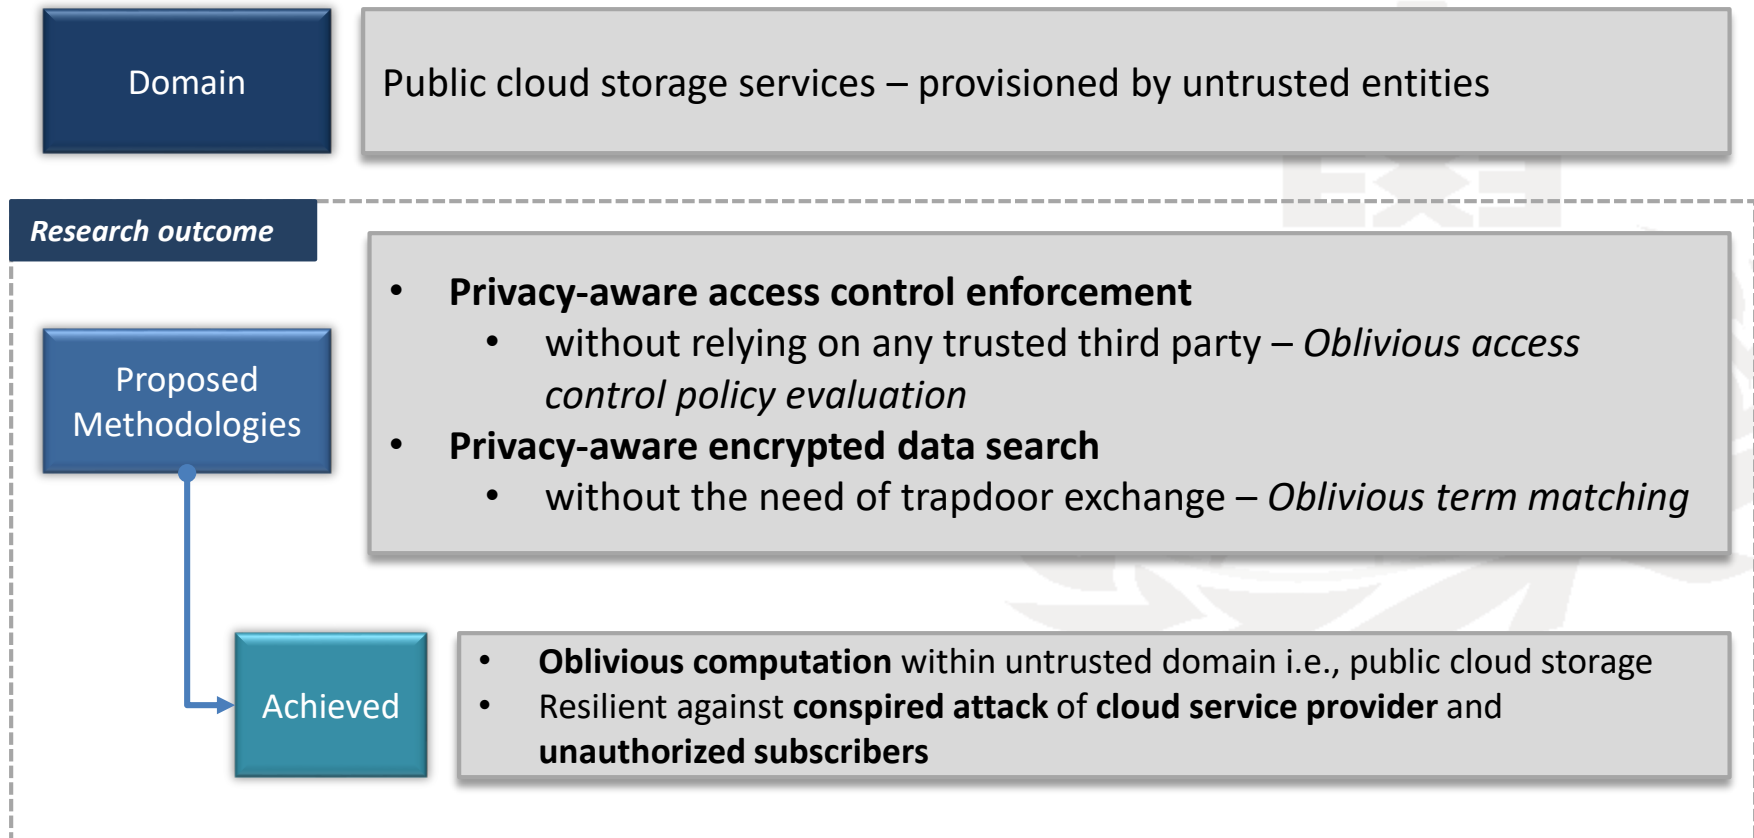 Domain
Public cloud storage services – provisioned by untrusted entities
Research outcome
Proposed
Methodologies
• Privacy-aware access control enforcement
• without relying on any trusted third party – Oblivious access
control policy evaluation
• Privacy-aware encrypted data search
• without the need of trapdoor exchange – Oblivious term matching
Achieved
• Oblivious computation within untrusted domain i.e., public cloud storage
• Resilient against conspired attack of cloud service provider and
unauthorized subscribers